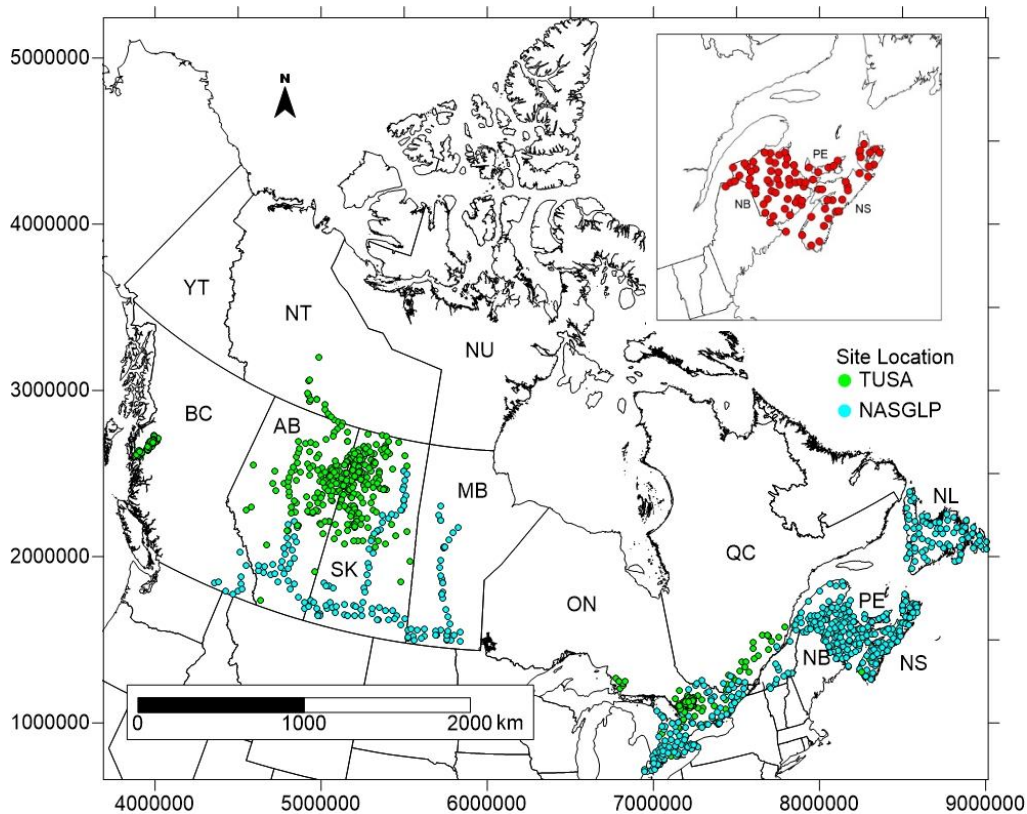 5000000
4000000
3000000
2000000
1000000
N
YT
NT
NU
BC
AB
SK
MB
ON
QC
NL
PE
NB
NS
PE
NB
NS
Site Location
TUSA
NASGLP
0
1000
2000 km
4000000
5000000
6000000
7000000
8000000
9000000